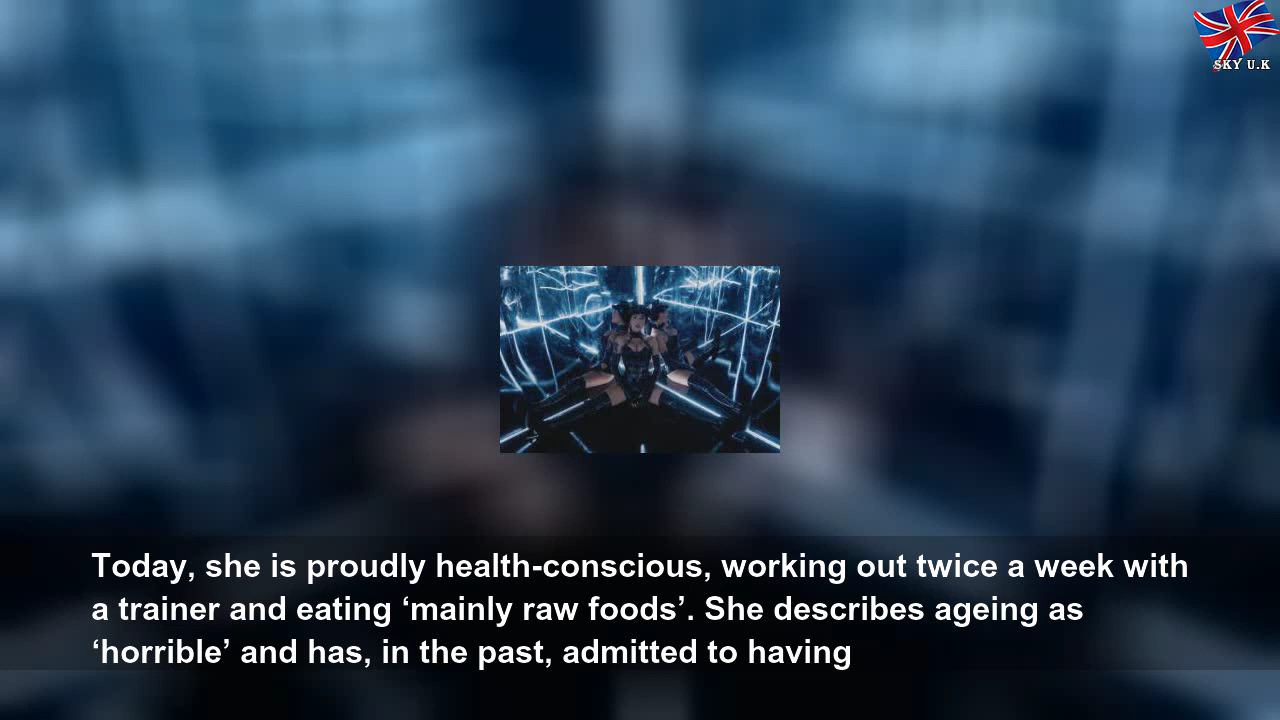 SKY U.K
Today, she is proudly health-conscious, working out twice a week with
a trainer and eating ‘mainly raw foods’. She describes ageing as
‘horrible’ and has, in the past, admitted to having